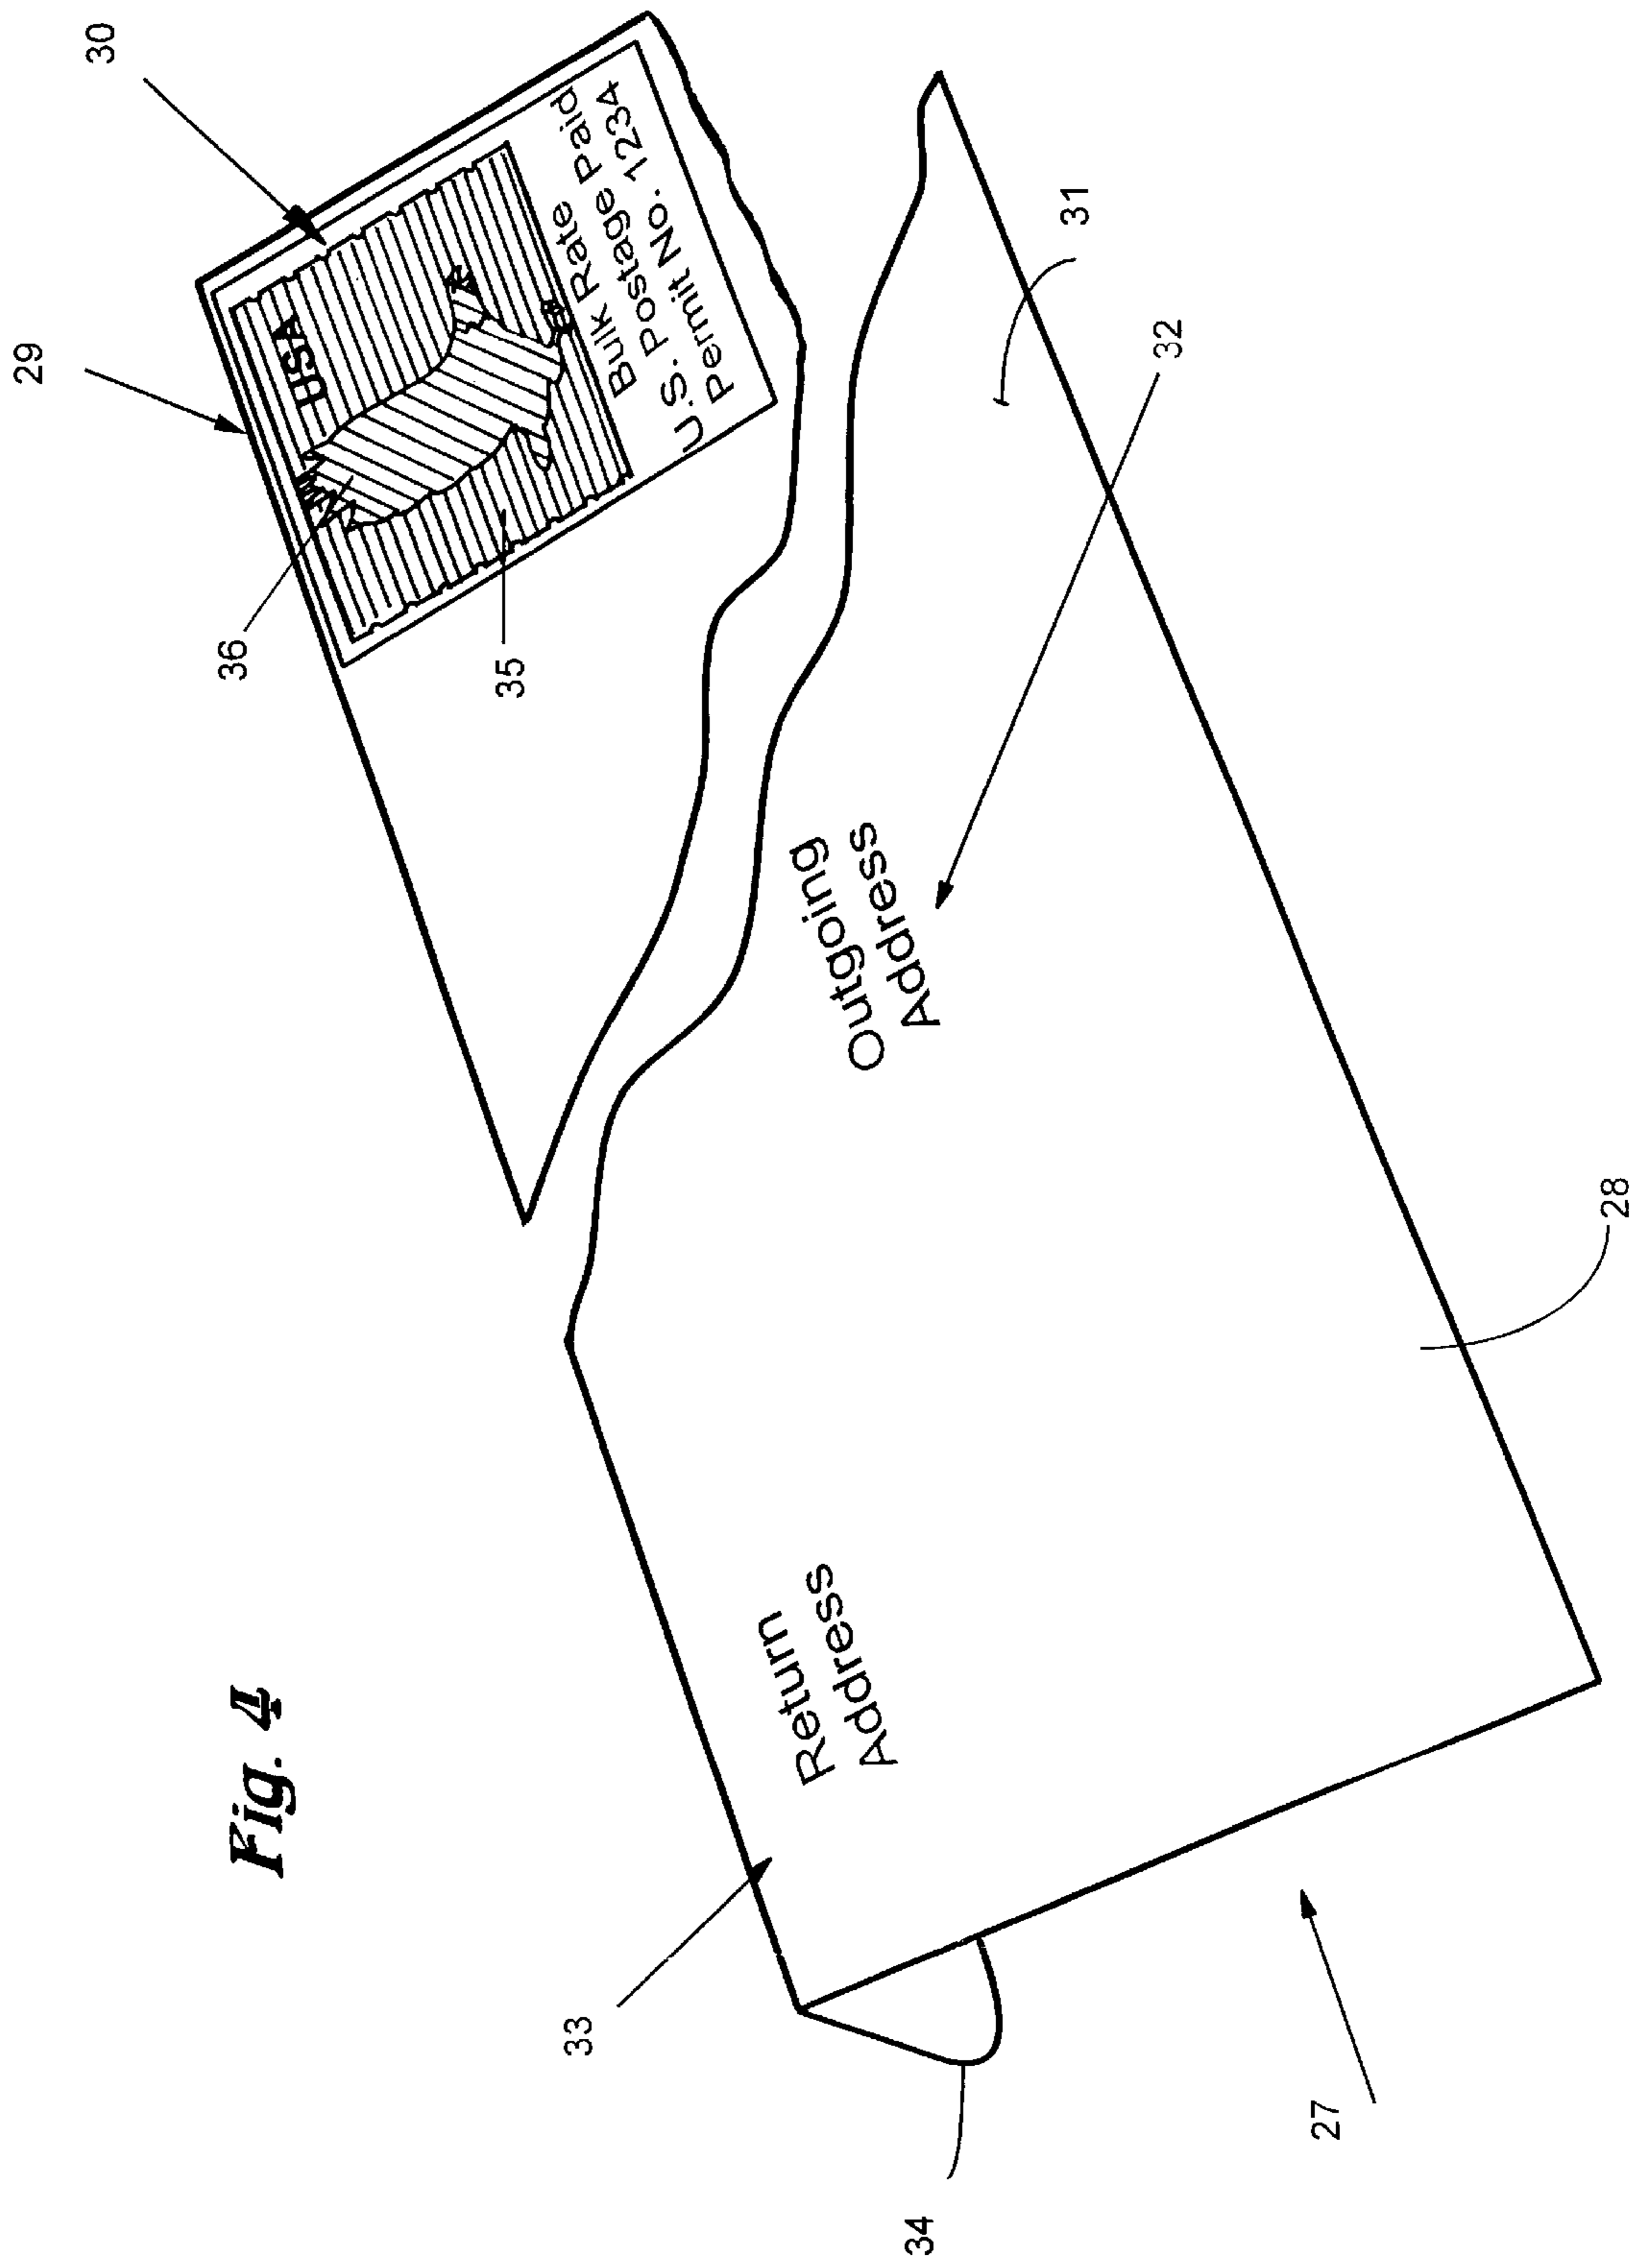 Fig. 4
27
28
29
30
31
32
33
34
35
36
USA
Bulk Rate Paid
U.S. Postage
Permit No. 1234
Return
Address
Outgoing
Address